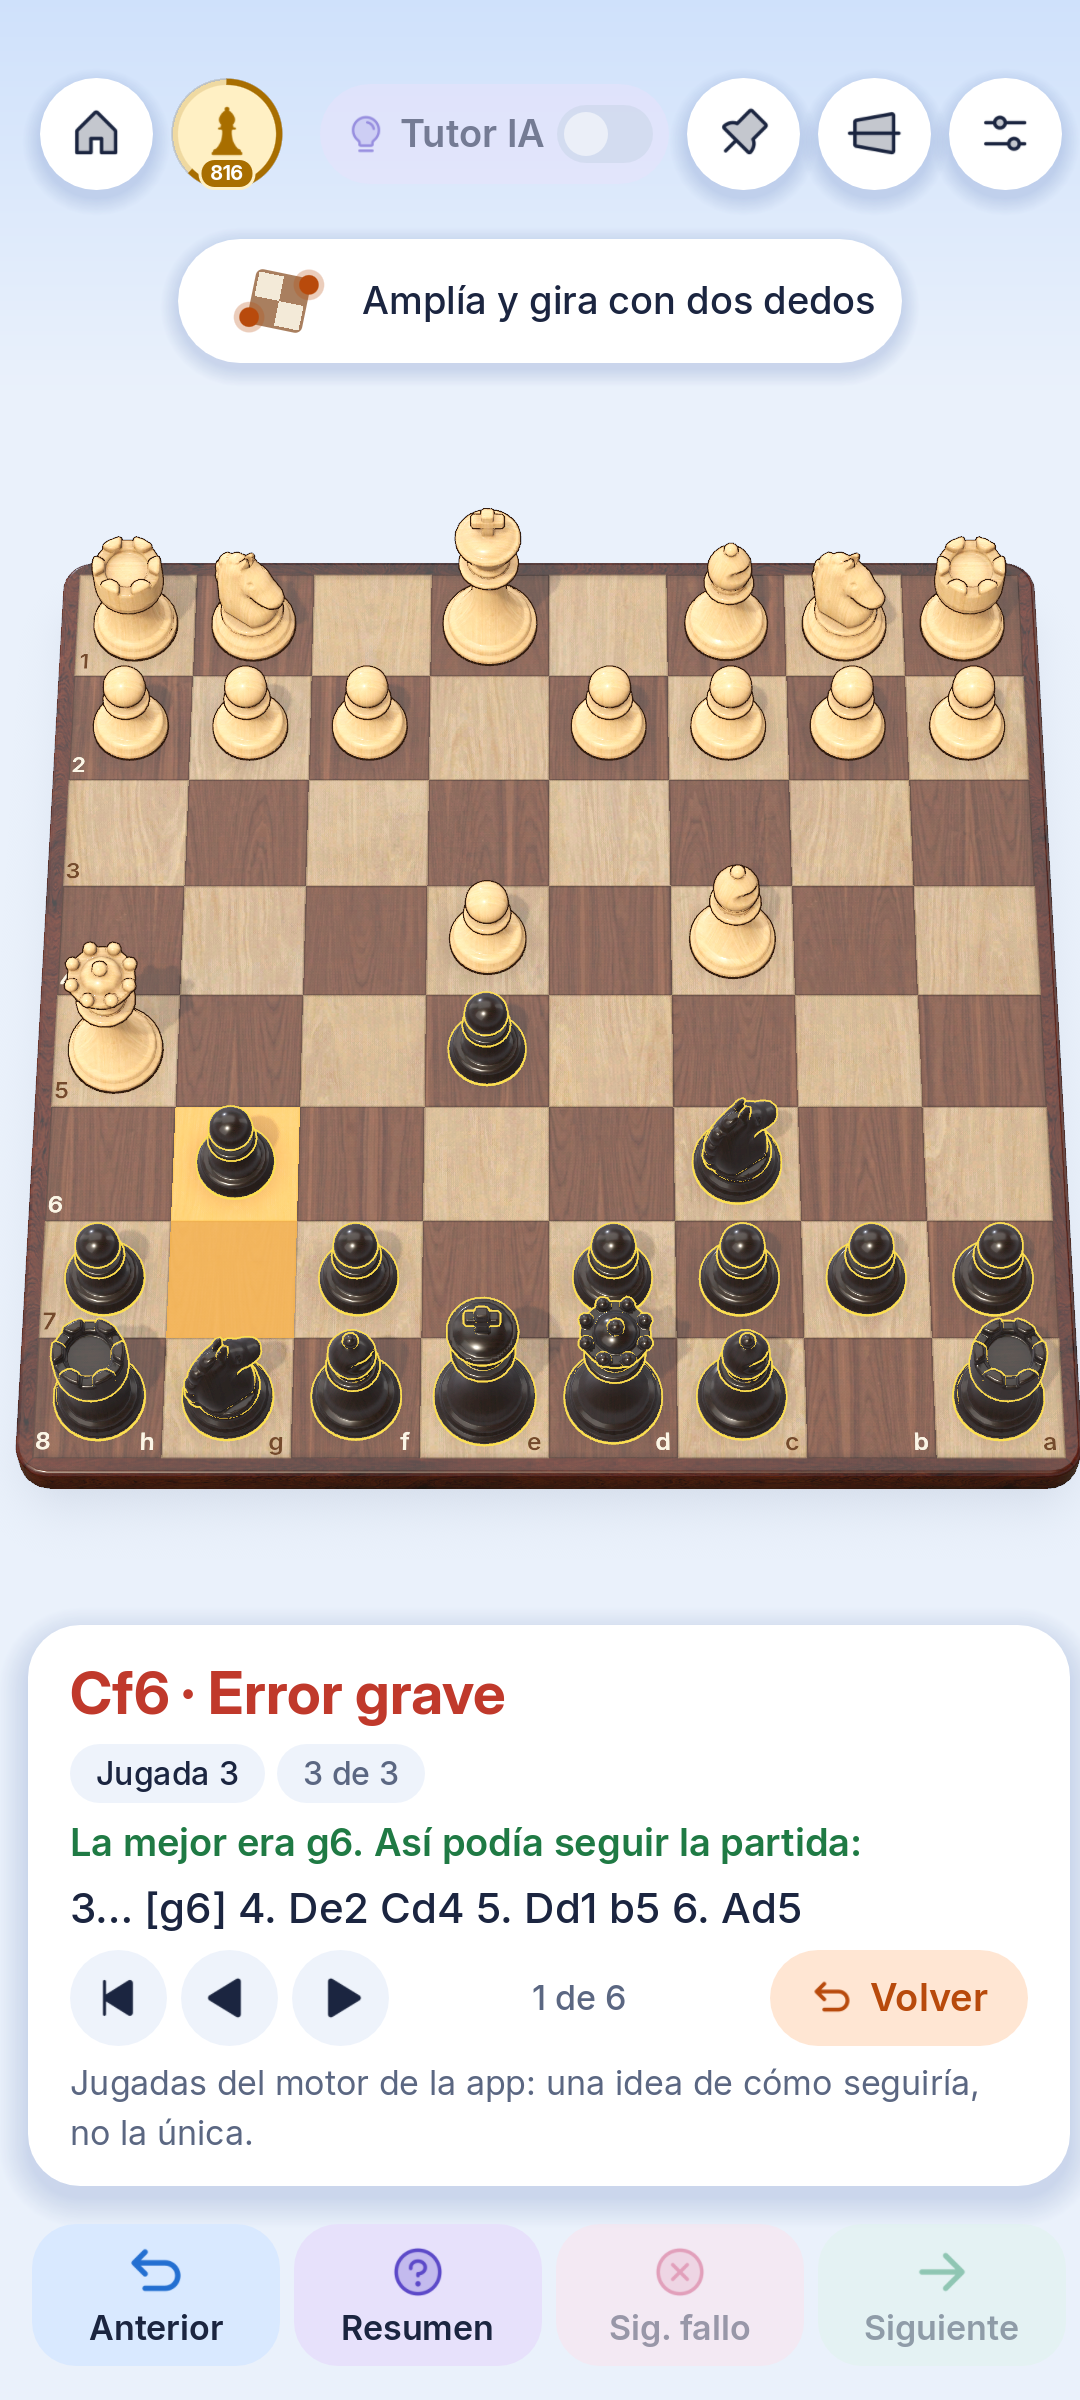 816
Tutor IA
Amplía y gira con dos dedos
1
2
3
5
6
7
8 h g f e d c b a
Cf6 · Error grave
Jugada 3
3 de 3
La mejor era g6. Así podía seguir la partida:
3... [g6] 4. De2 Cd4 5. Dd1 b5 6. Ad5
1 de 6
Volver
Jugadas del motor de la app: una idea de cómo seguiría,
no la única.
Anterior
Resumen
Sig. fallo
Siguiente